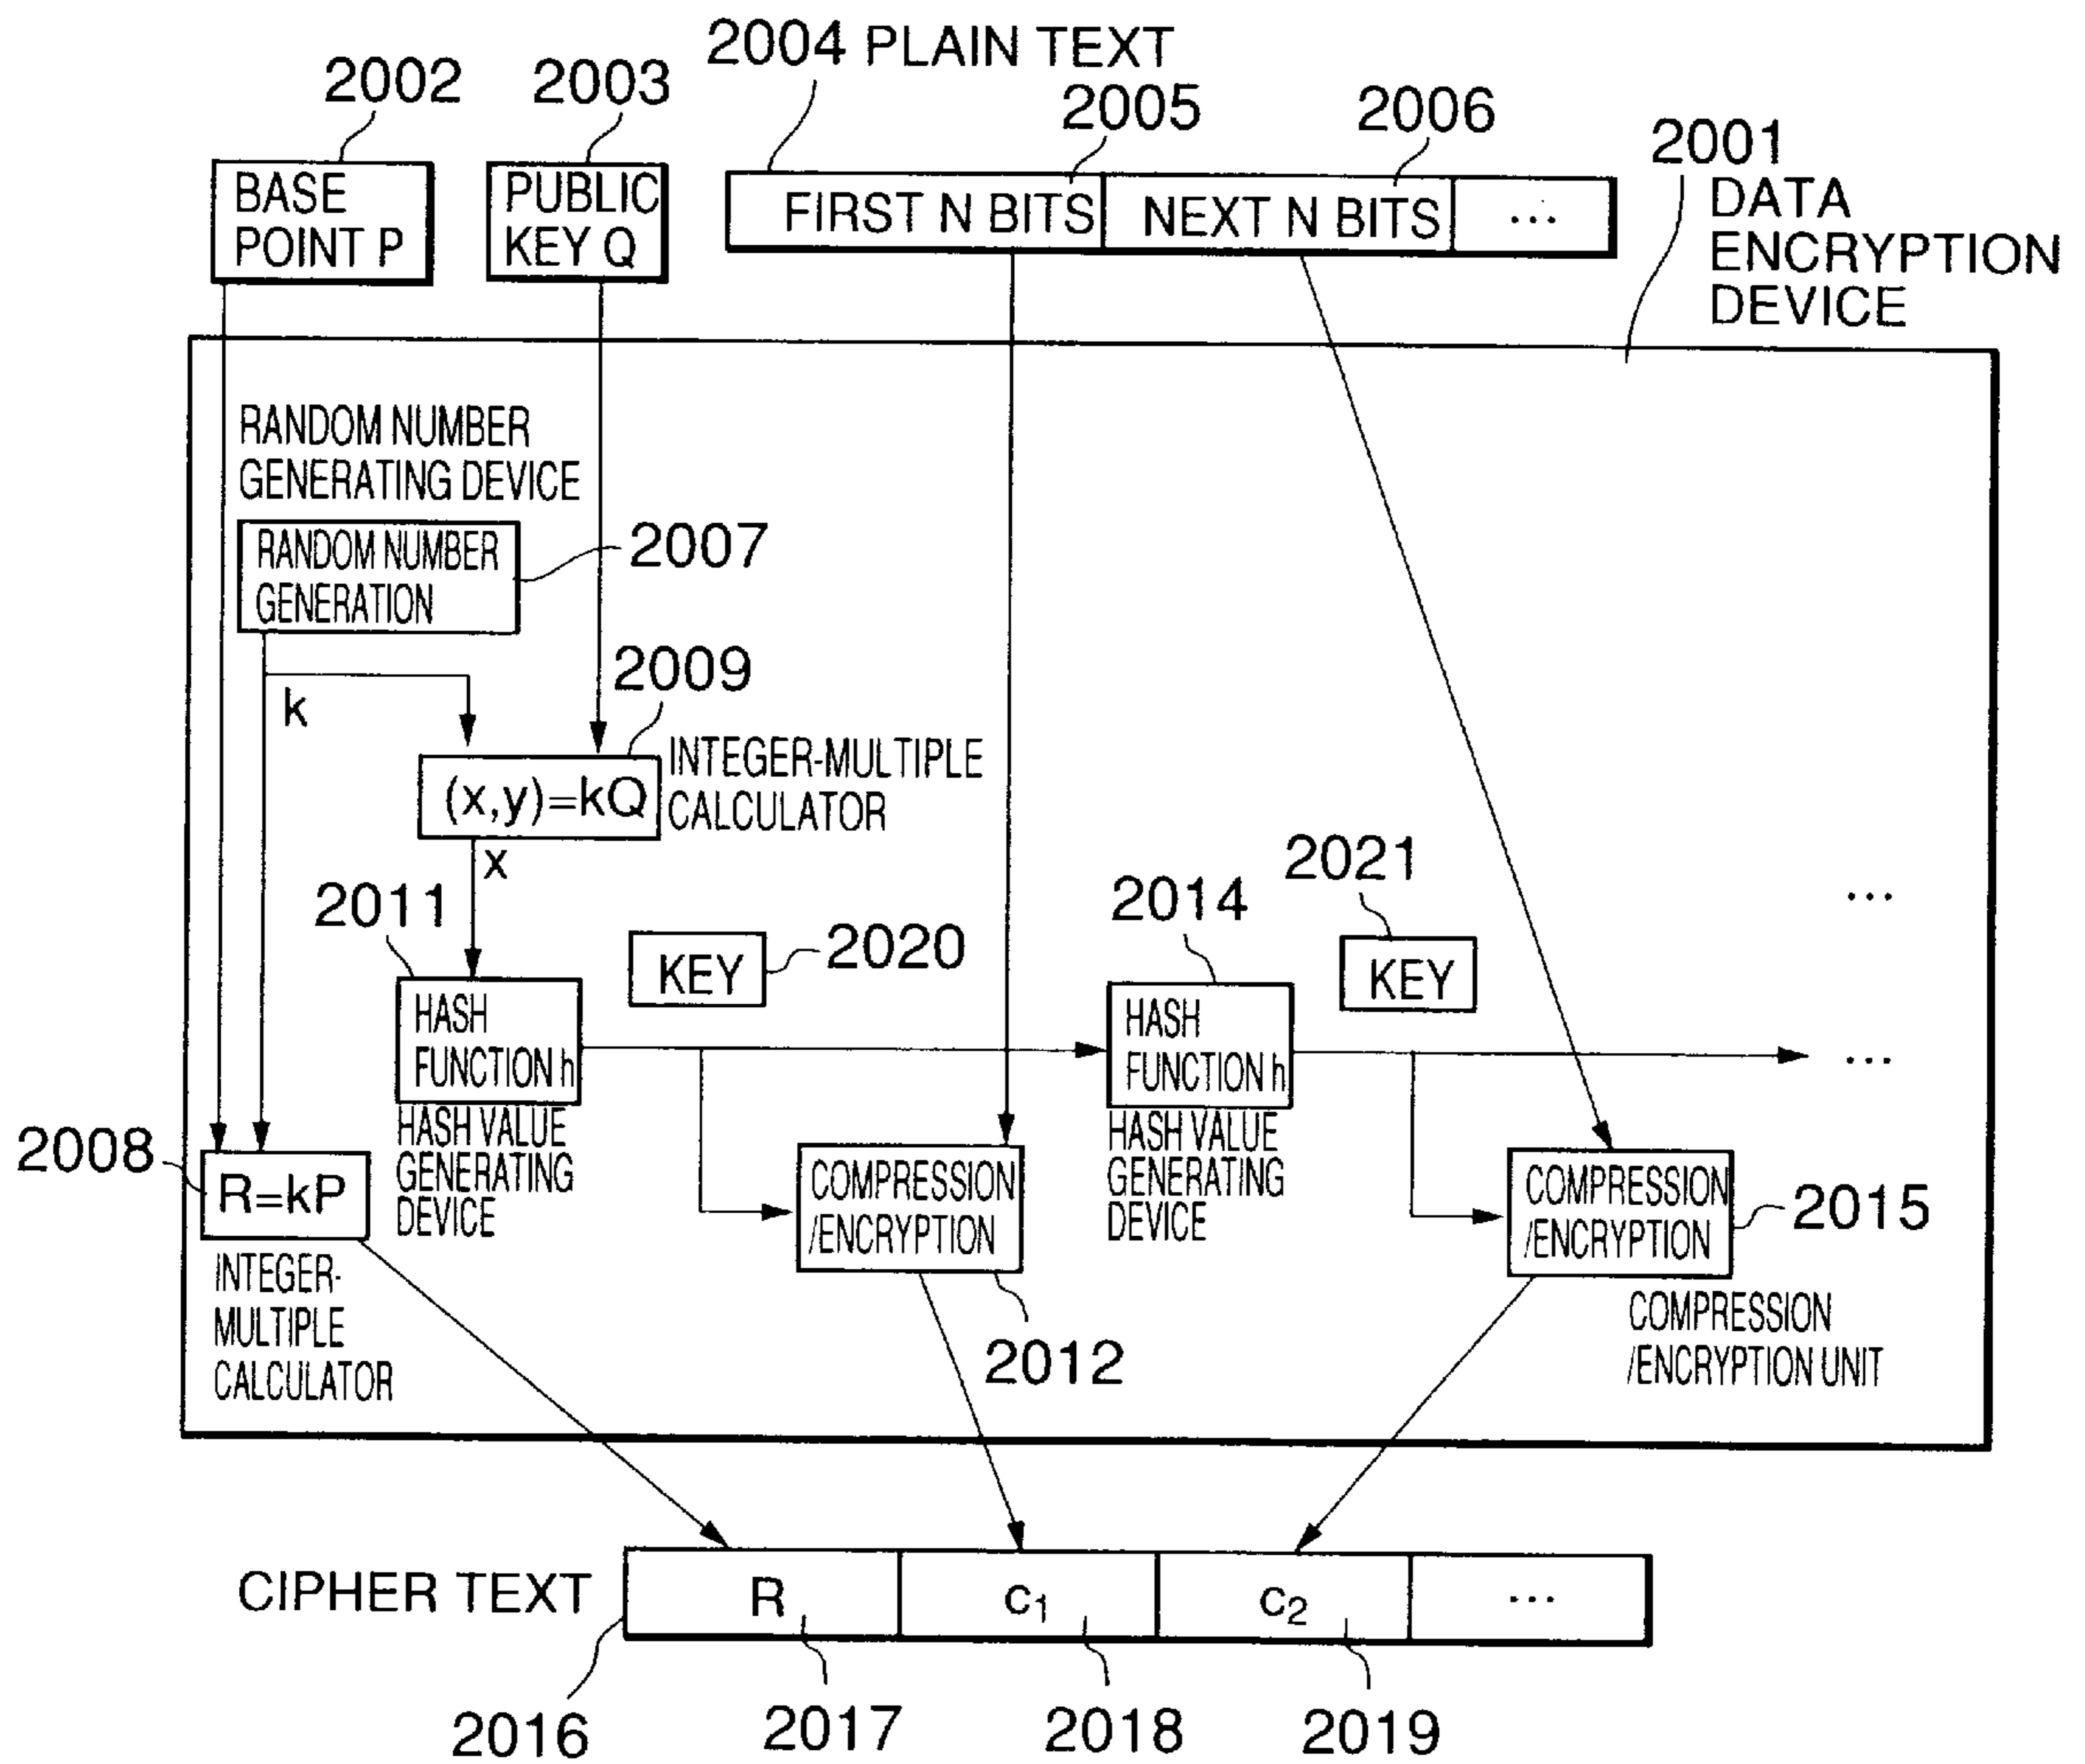 2004 PLAIN TEXT
2002
2003
2005
2006
2001
DATA
ENCRYPTION
DEVICE
BASE
POINT P
PUBLIC
KEY Q
FIRST N BITS
NEXT N BITS
...
RANDOM NUMBER
GENERATING DEVICE
RANDOM NUMBER
GENERATION
2007
k
2009
(x,y)=kQ
INTEGER-MULTIPLE
CALCULATOR
x
2011
HASH
FUNCTION h
HASH VALUE
GENERATING
DEVICE
KEY
2020
2014
HASH
FUNCTION h
HASH VALUE
GENERATING
DEVICE
2021
KEY
...
...
2008
R=kP
INTEGER-
MULTIPLE
CALCULATOR
COMPRESSION
/ENCRYPTION
2012
COMPRESSION
/ENCRYPTION
2015
COMPRESSION
/ENCRYPTION UNIT
CIPHER TEXT
R
c1
c2
...
2016
2017
2018
2019